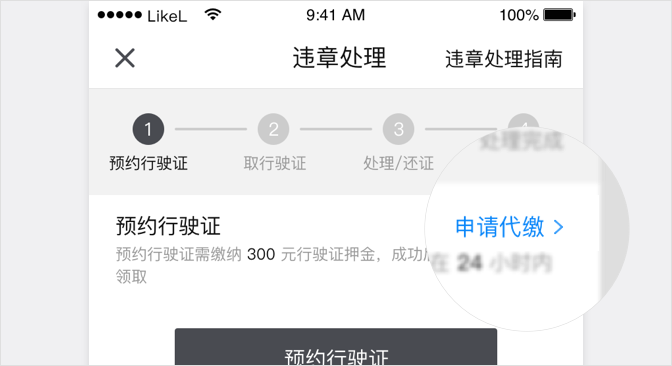 LikeL 9:41 AM 100%
违章处理 违章处理指南
1 2 3 4
预约行驶证 取行驶证 处理/还证 处理完成
预约行驶证 申请代缴
预约行驶证需缴纳 300 元行驶证押金，成功 在 24 小时内
领取
预约行驶证